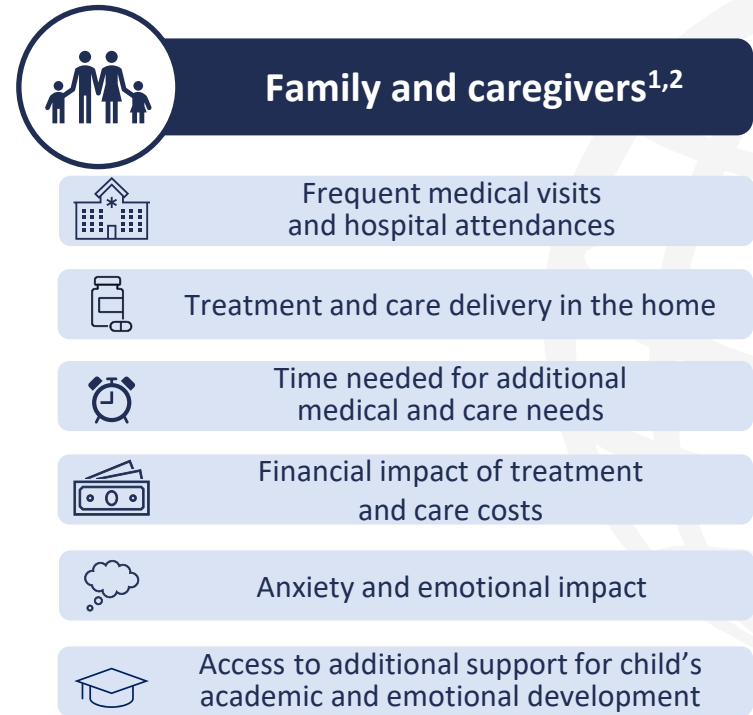 Family and caregivers1,2
Frequent medical visits
and hospital attendances
Treatment and care delivery in the home
Time needed for additional
medical and care needs
Financial impact of treatment
and care costs
Anxiety and emotional impact
Access to additional support for child's
academic and emotional development